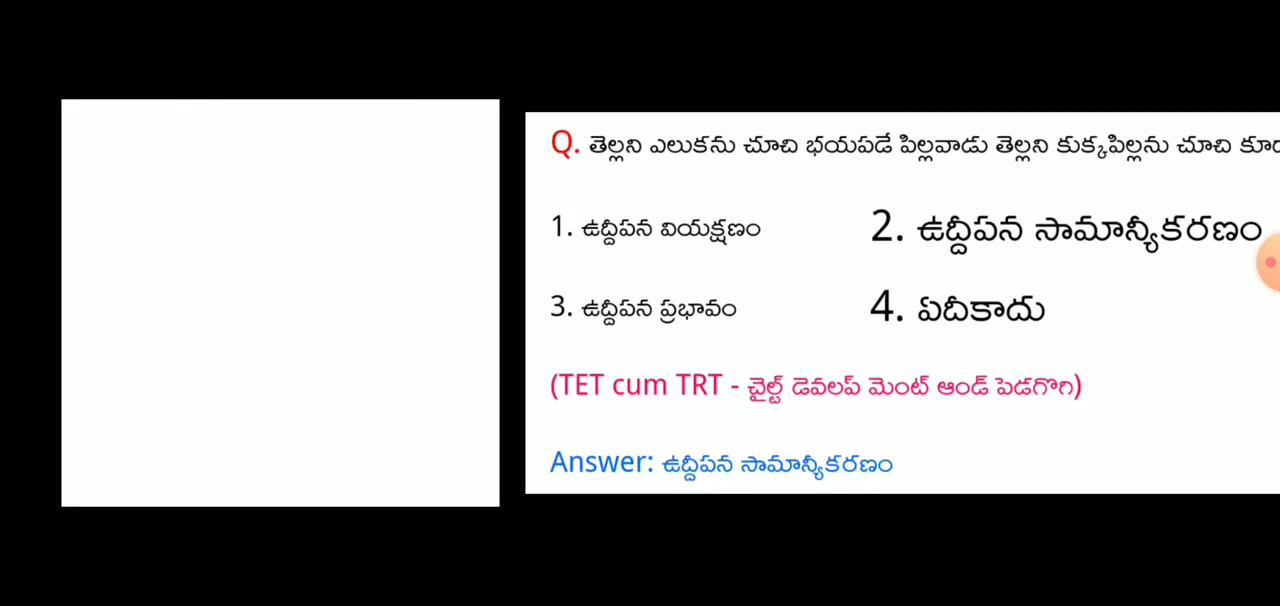 Q. తెల్లని ఎలుకను చూచి భయపడే పిల్లవాడు తెల్లని కుక్కపిల్లను చూచి
1. ఉద్దీపన వియక్షణం 2. ఉద్దీపన సామాన్యీకరణం
3. ఉద్దీపన ప్రభావం 4. ఏదీకాదు
(TET cum TRT - చైల్ట్ డెవలప్ మెంట్ ఆండ్ పెడగొగి)
Answer: ఉద్దీపన సామాన్యీకరణం